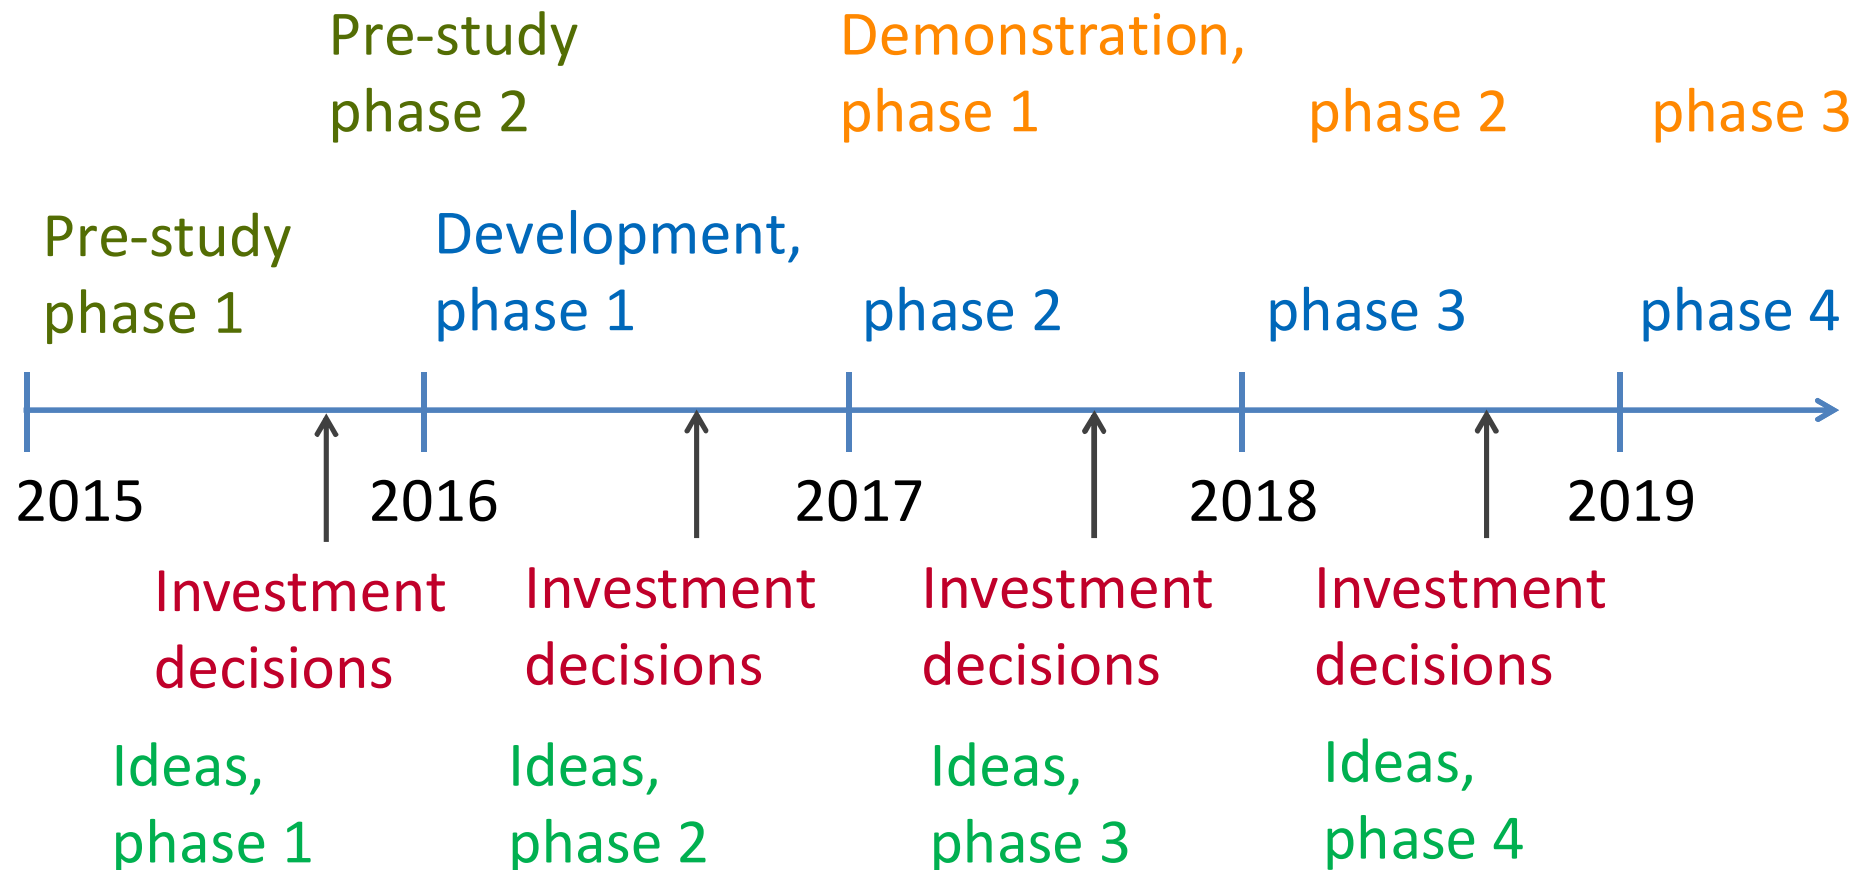 Pre-study
phase 2
Demonstration,
phase 1
phase 2
phase 3
Pre-study
phase 1
Development,
phase 1
phase 2
phase 3
phase 4
2015
2016
2017
2018
2019
Investment
decisions
Investment
decisions
Investment
decisions
Investment
decisions
Ideas,
phase 1
Ideas,
phase 2
Ideas,
phase 3
Ideas,
phase 4